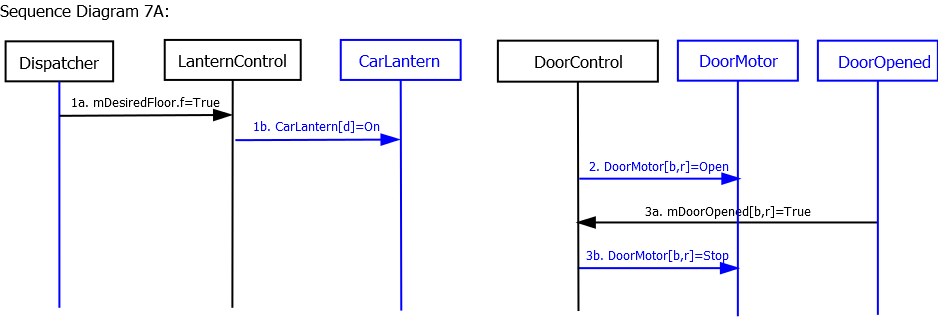 Sequence Diagram 7A:
Dispatcher
LanternControl
CarLantern
DoorControl
DoorMotor
DoorOpened
1a. mDesiredFloor.f=True
1b. CarLantern[d]=On
2. DoorMotor[b,r]=Open
3a. mDoorOpened[b,r]=True
3b. DoorMotor[b,r]=Stop